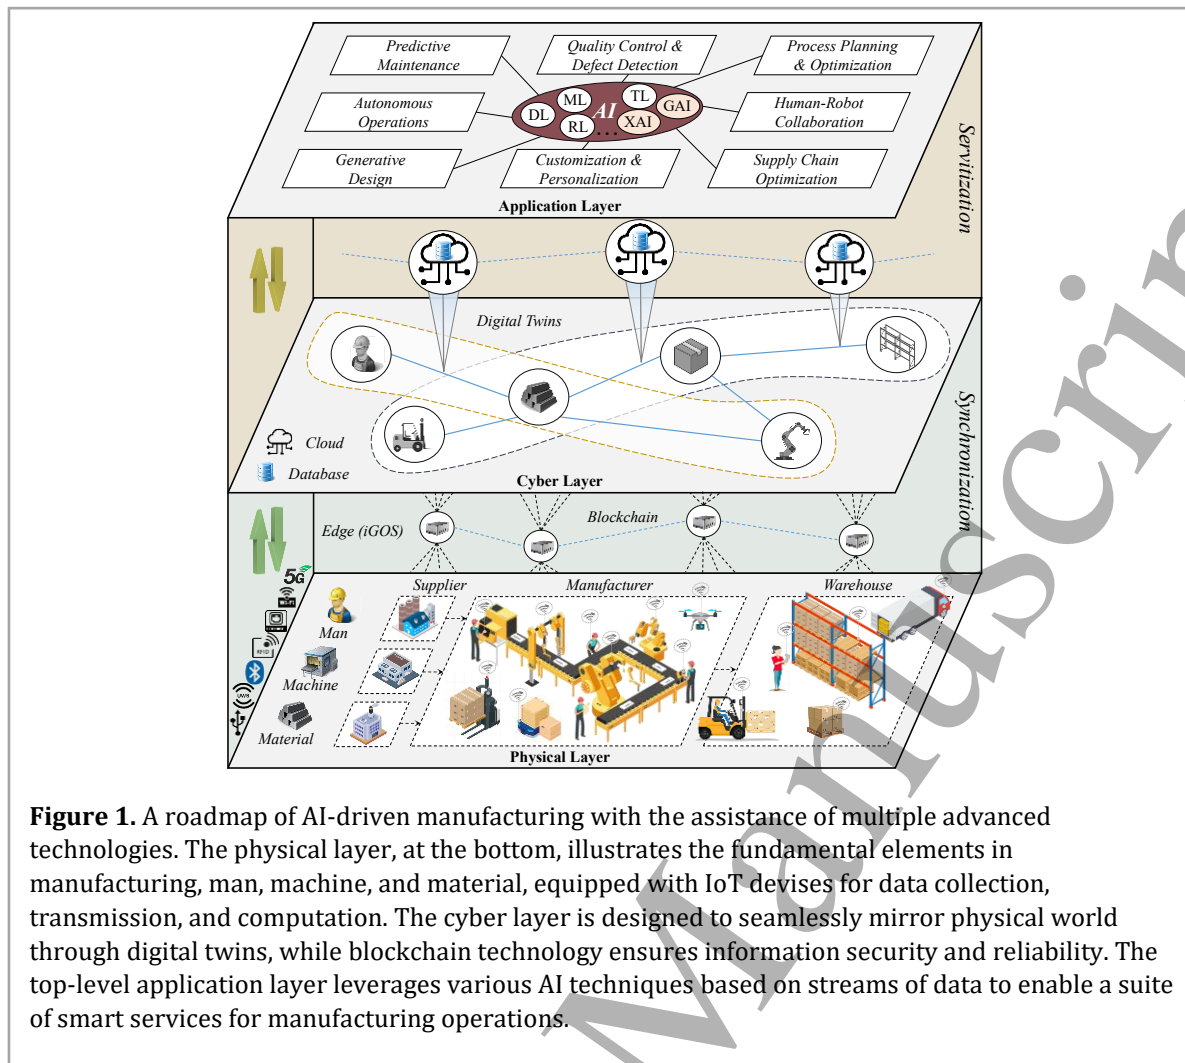 Predictive
Maintenance
Quality Control &
Defect Detection
Process Planning
& Optimization
Autonomous
Operations
DL
ML
AI
TL
GAI
RL
...
XAI
Human-Robot
Collaboration
Generative
Design
Customization &
Personalization
Supply Chain
Optimization
Application Layer
Servitization
Digital Twins
Cloud
Database
Cyber Layer
Synchronization
Edge (iGOS)
Blockchain
5G
Supplier
Manufacturer
Warehouse
Man
RFID
Machine
UWB
Material
Physical Layer
Figure 1. A roadmap of AI-driven manufacturing with the assistance of multiple advanced
technologies. The physical layer, at the bottom, illustrates the fundamental elements in
manufacturing, man, machine, and material, equipped with IoT devises for data collection,
transmission, and computation. The cyber layer is designed to seamlessly mirror physical world
through digital twins, while blockchain technology ensures information security and reliability. The
top-level application layer leverages various AI techniques based on streams of data to enable a suite
of smart services for manufacturing operations.
Manuscrip